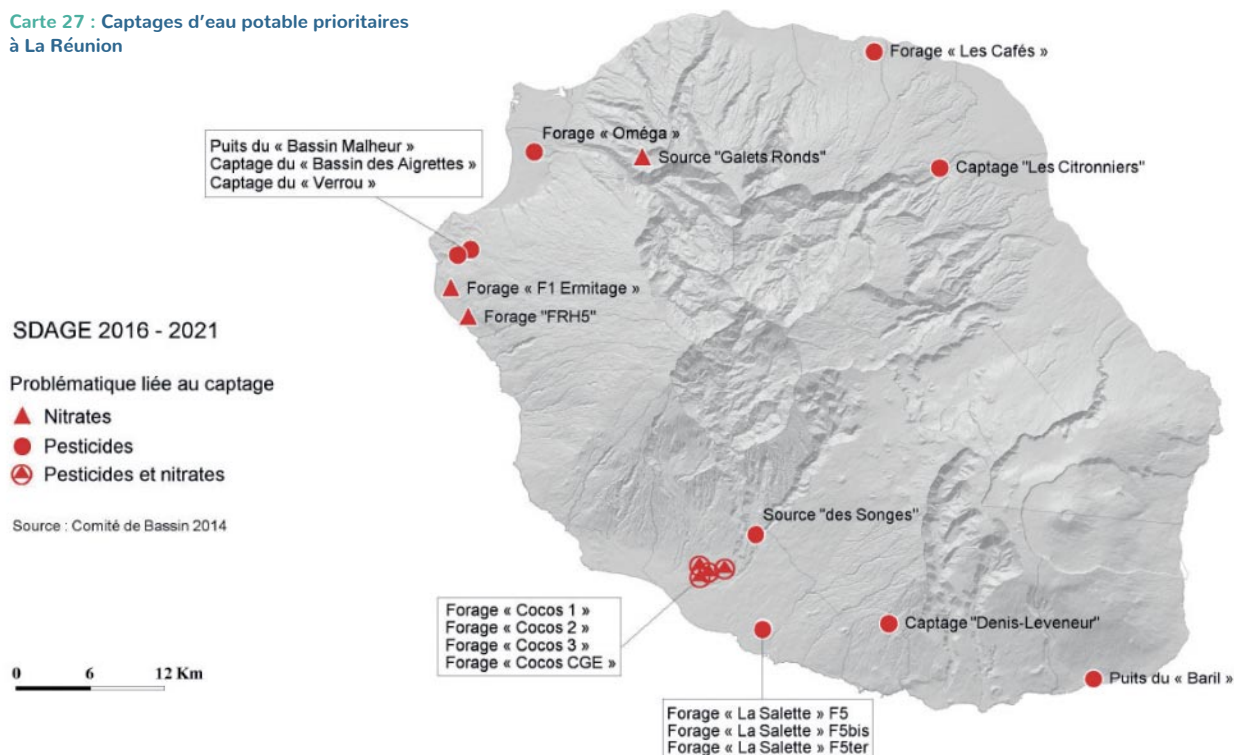 Carte 27 : Captages d’eau potable prioritaires
à La Réunion
Forage « Les Cafés »
Forage « Oméga »
Source "Galets Ronds"
Captage "Les Citronniers"
Puits du « Bassin Malheur »
Captage du « Bassin des Aigrettes »
Captage du « Verrou »
Forage « F1 Ermitage »
Forage "FRH5"
SDAGE 2016 - 2021
Problématique liée au captage
Nitrates
Pesticides
Pesticides et nitrates
Source : Comité de Bassin 2014
Source "des Songes"
Forage « Cocos 1 »
Forage « Cocos 2 »
Forage « Cocos 3 »
Forage « Cocos CGE »
Captage "Denis-Leveneur"
Puits du « Baril »
0 6 12 Km
Forage « La Salette » F5
Forage « La Salette » F5bis
Forage « La Salette » F5ter